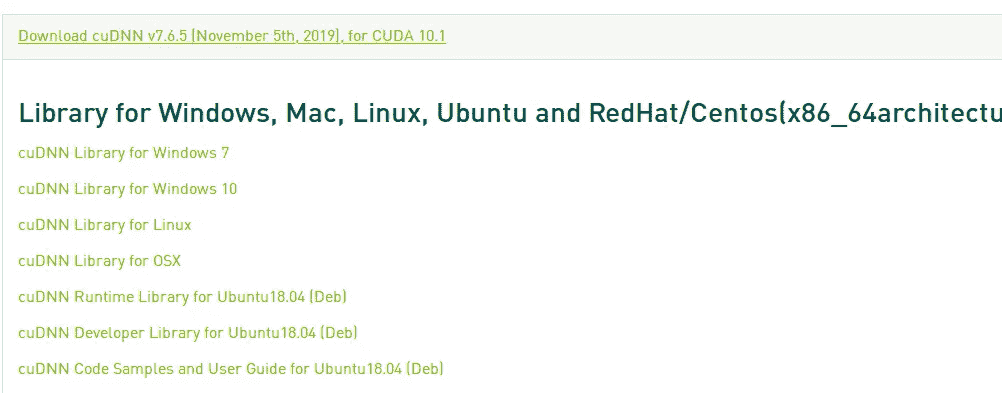 Download cuDNN v7.6.5 (November 5th, 2019), for CUDA 10.1
Library for Windows, Mac, Linux, Ubuntu and RedHat/Centos(x86_64architectu
cuDNN Library for Windows 7
cuDNN Library for Windows 10
cuDNN Library for Linux
cuDNN Library for OSX
cuDNN Runtime Library for Ubuntu18.04 (Deb)
cuDNN Developer Library for Ubuntu18.04 (Deb)
cuDNN Code Samples and User Guide for Ubuntu18.04 (Deb)